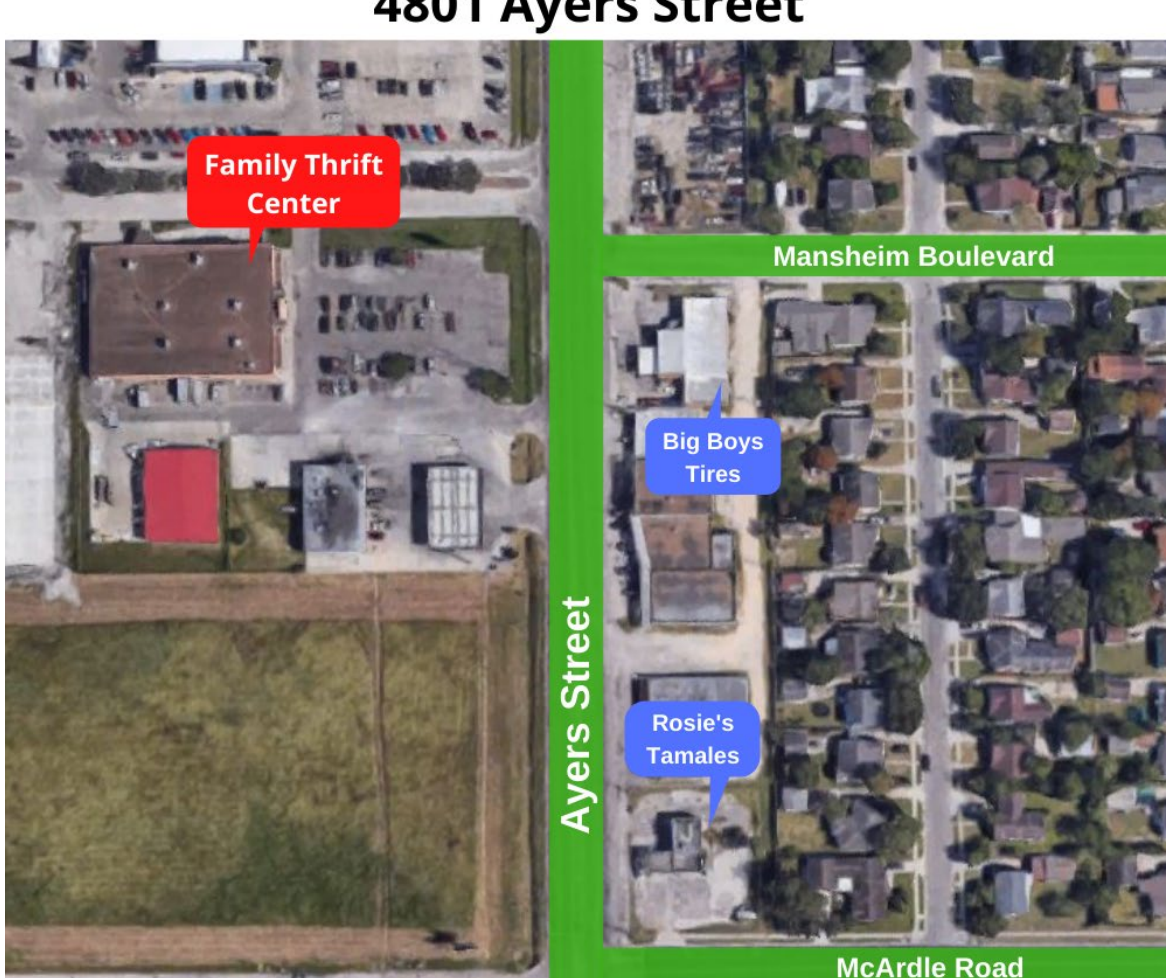 4801 Ayers Street
Family Thrift
Center
Mansheim Boulevard
Big Boys
Tires
Ayers Street
Rosie's
Tamales
McArdle Road